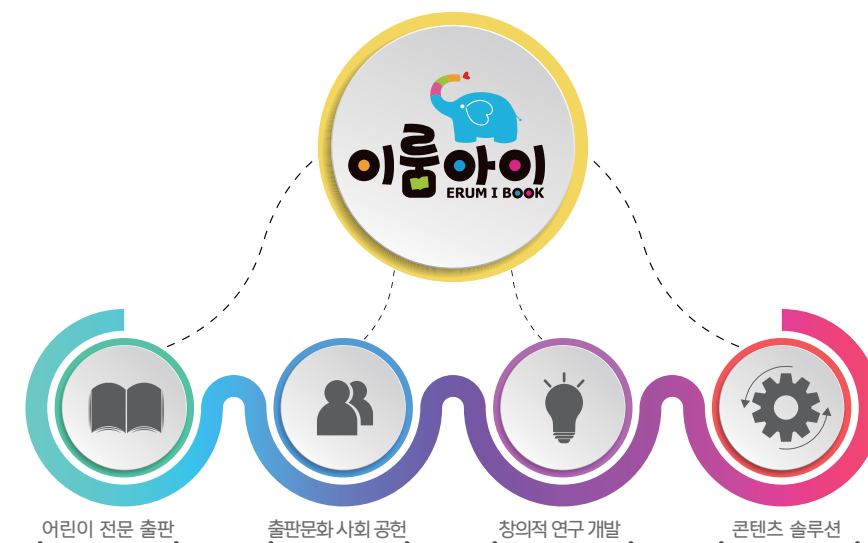 이룸아이
ERUM I BOOK
어린이 전문 출판
출판문화 사회 공헌
창의적 연구 개발
콘텐츠 솔루션